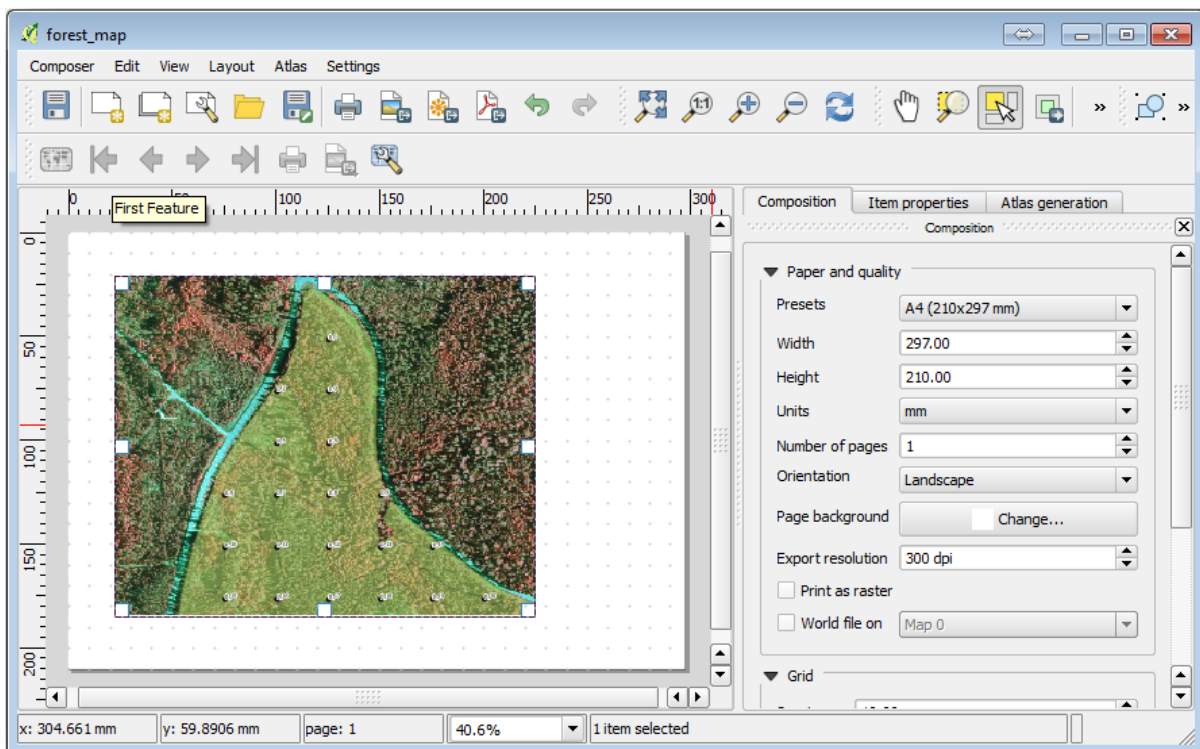 forest_map
Composer Edit View Layout Atlas Settings
1:1
» »
First Feature
0 100 150 200 250 300
0
50
100
150
200
Composition Item properties Atlas generation
Composition
Paper and quality
Presets A4 (210x297 mm)
Width 297.00
Height 210.00
Units mm
Number of pages 1
Orientation Landscape
Page background Change...
Export resolution 300 dpi
Print as raster
World file on Map 0
Grid
x: 304.661 mm y: 59.8906 mm page: 1 40.6% 1 item selected